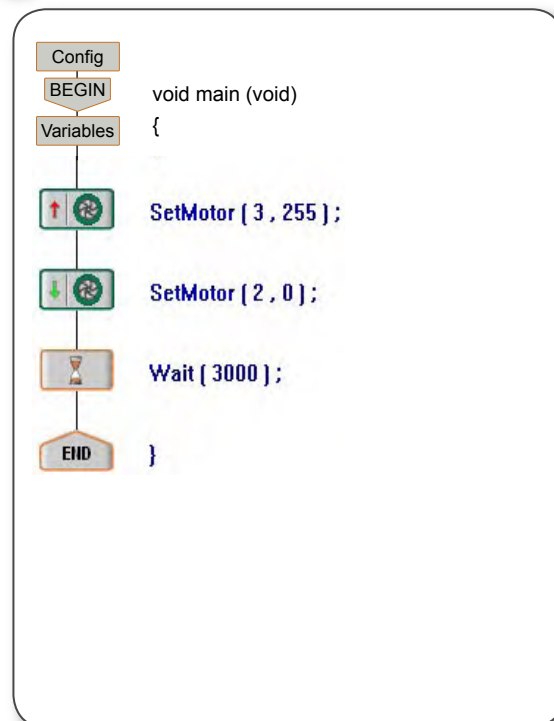 Config
BEGIN void main (void)
Variables {
SetMotor ( 3 , 255 ) ;
SetMotor ( 2 , 0 ) ;
Wait ( 3000 ) ;
END }